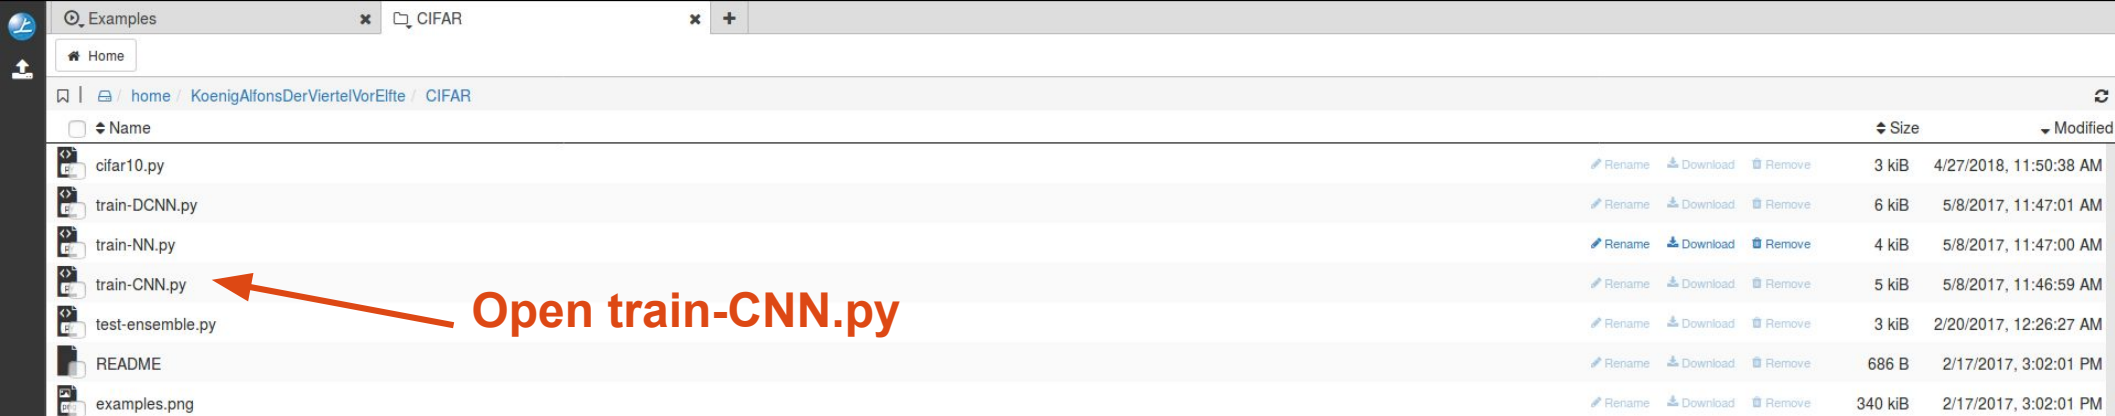 Examples
CIFAR
Home
/ home / KoenigAlfonsDerViertelVorElfte / CIFAR
Name Size Modified
cifar10.py Rename Download Remove 3 kiB 4/27/2018, 11:50:38 AM
train-DCNN.py Rename Download Remove 6 kiB 5/8/2017, 11:47:01 AM
train-NN.py Rename Download Remove 4 kiB 5/8/2017, 11:47:00 AM
train-CNN.py Rename Download Remove 5 kiB 5/8/2017, 11:46:59 AM
Open train-CNN.py
test-ensemble.py Rename Download Remove 3 kiB 2/20/2017, 12:26:27 AM
README Rename Download Remove 686 B 2/17/2017, 3:02:01 PM
examples.png Rename Download Remove 340 kiB 2/17/2017, 3:02:01 PM